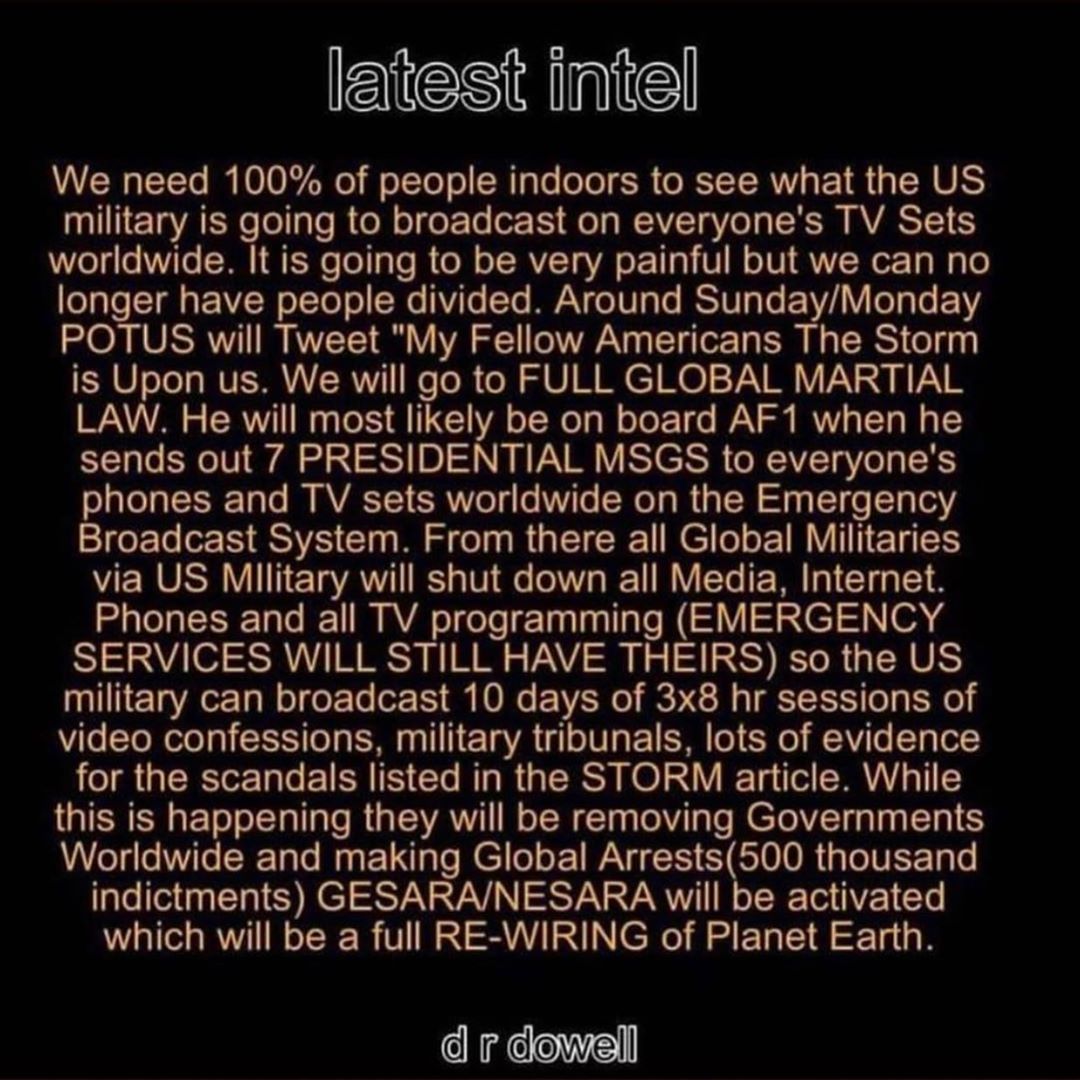 latest intel
We need 100% of people indoors to see what the US
military is going to broadcast on everyone's TV Sets
worldwide. It is going to be very painful but we can no
longer have people divided. Around Sunday/Monday
POTUS will Tweet "My Fellow Americans The Storm
is Upon us. We will go to FULL GLOBAL MARTIAL
LAW. He will most likely be on board AF1 when he
sends out 7 PRESIDENTIAL MSGS to everyone's
phones and TV sets worldwide on the Emergency
Broadcast System. From there all Global Militaries
via US MIlitary will shut down all Media, Internet.
Phones and all TV programming (EMERGENCY
SERVICES WILL STILL HAVE THEIRS) so the US
military can broadcast 10 days of 3x8 hr sessions of
video confessions, military tribunals, lots of evidence
for the scandals listed in the STORM article. While
this is happening they will be removing Governments
Worldwide and making Global Arrests(500 thousand
indictments) GESARA/NESARA will be activated
which will be a full RE-WIRING of Planet Earth.
d r dowell